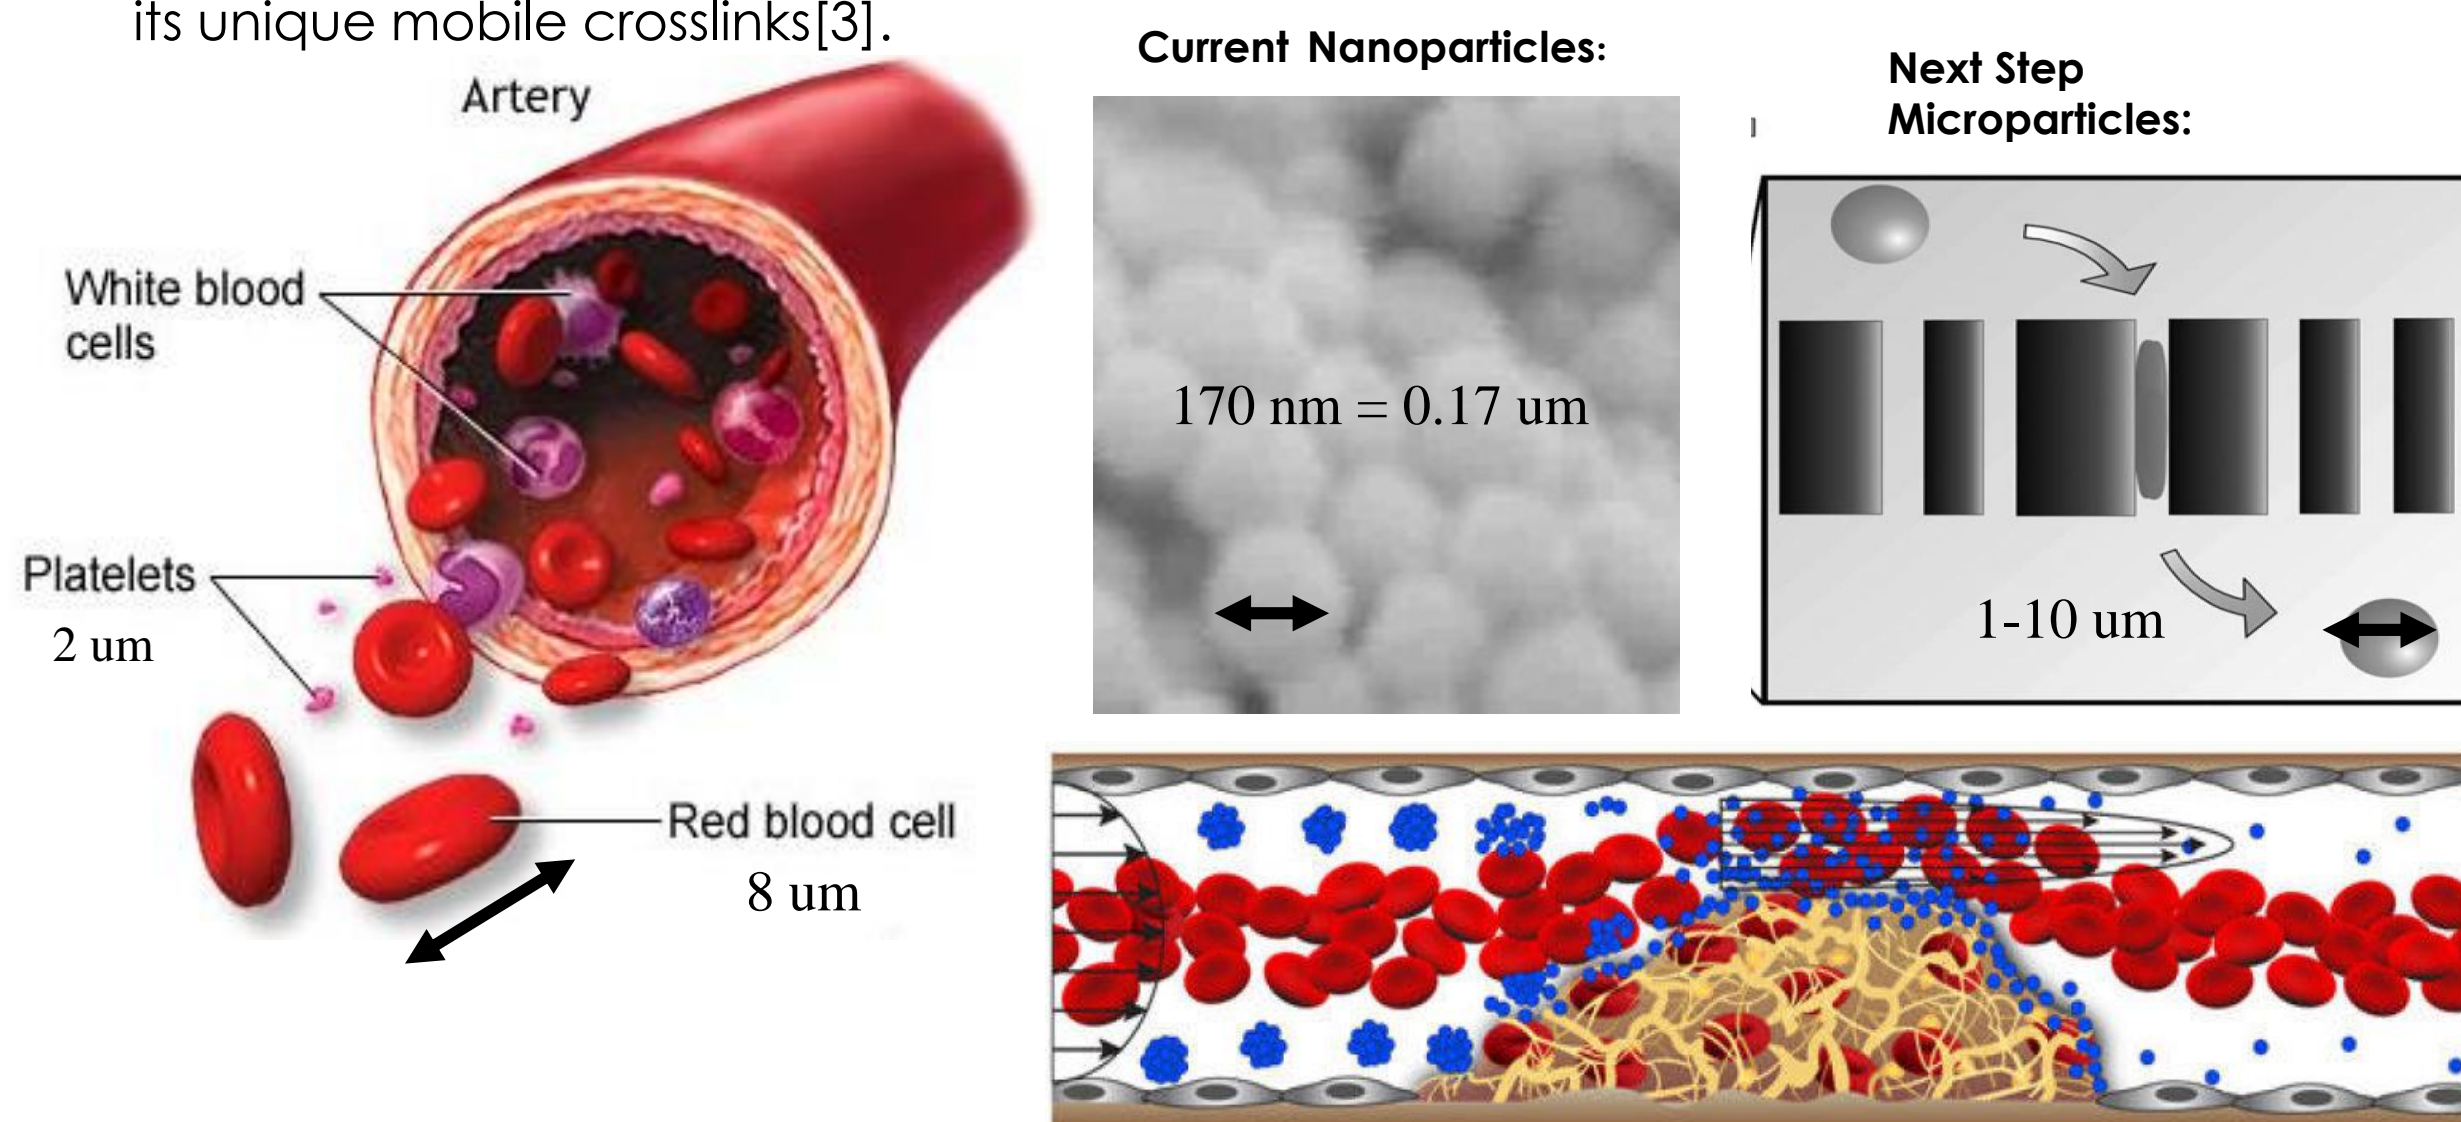 its unique mobile crosslinks[3].
Artery
White blood
cells
Platelets
2 um
Red blood cell
8 um
Current Nanoparticles:
170 nm = 0.17 um
Next Step
Microparticles:
1-10 um